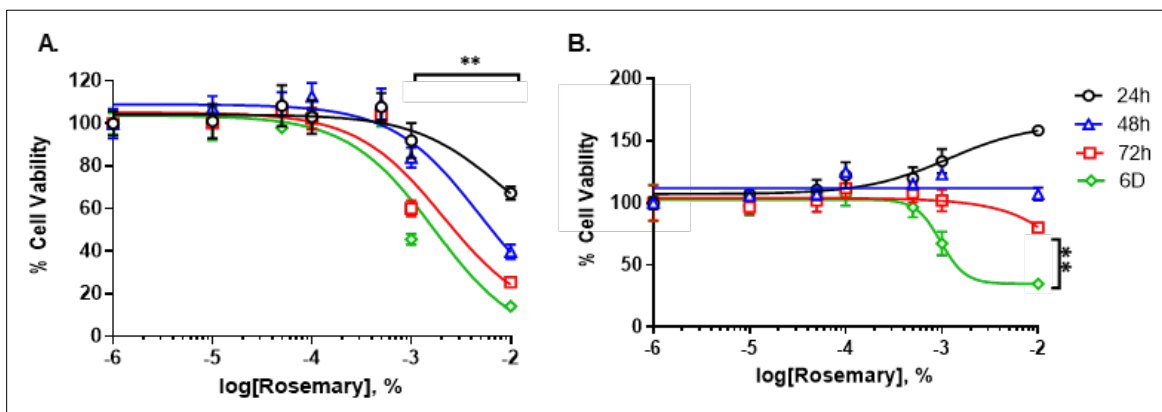 A.
**
120
100
80
60
40
20
0
% Cell Vability
-6 -5 -4 -3 -2
log[Rosemary], %
B.
200
150
100
50
0
% Cell Vability
-6 -5 -4 -3 -2
log[Rosemary], %
**
24h
48h
72h
6D